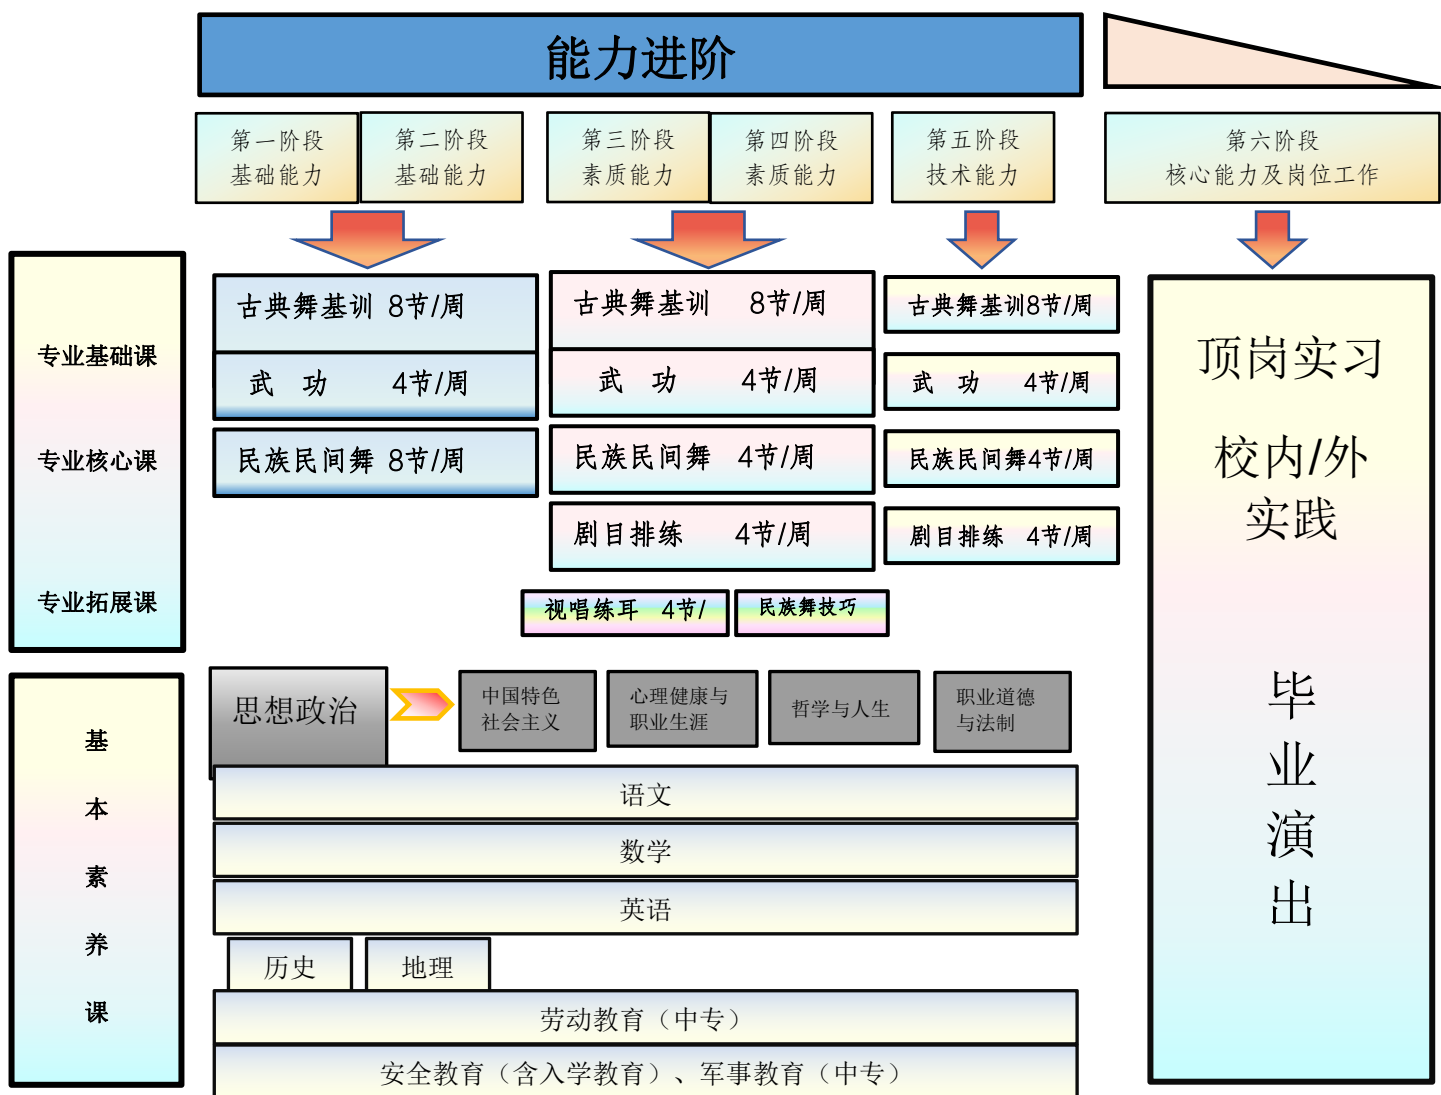 能力进阶
第一阶段
基础能力
第二阶段
基础能力
第三阶段
素质能力
第四阶段
素质能力
第五阶段
技术能力
第六阶段
核心能力及岗位工作
专业基础课
专业核心课
专业拓展课
古典舞基训 8节/周
武 功 4节/周
民族民间舞 8节/周
古典舞基训 8节/周
武 功 4节/周
民族民间舞 4节/周
剧目排练 4节/周
古典舞基训8节/周
武 功 4节/周
民族民间舞4节/周
剧目排练 4节/周
视唱练耳 4节/
民族舞技巧
顶岗实习
校内/外
实践
毕
业
演
出
基
本
素
养
课
思想政治
中国特色
社会主义
心理健康与
职业生涯
哲学与人生
职业道德
与法制
语文
数学
英语
历史
地理
劳动教育（中专）
安全教育（含入学教育）、军事教育（中专）